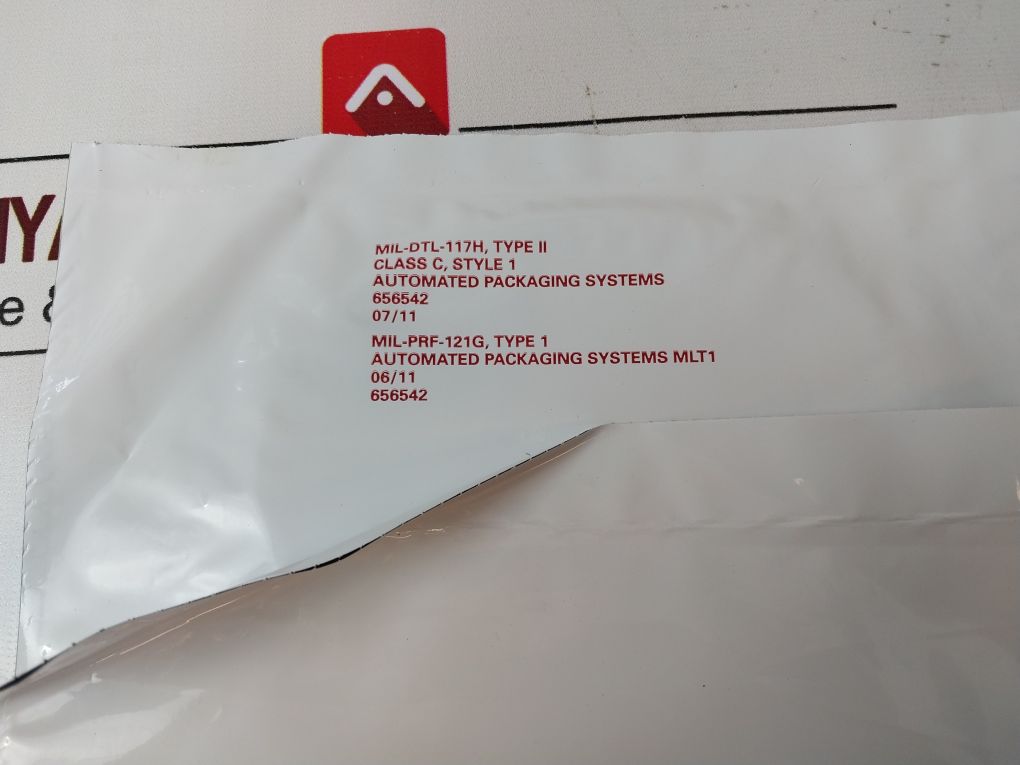 MIL-DTL-117H, TYPE II
CLASS C, STYLE 1
AUTOMATED PACKAGING SYSTEMS
656542
07/11
MIL-PRF-121G, TYPE 1
AUTOMATED PACKAGING SYSTEMS MLT1
06/11
656542
e &